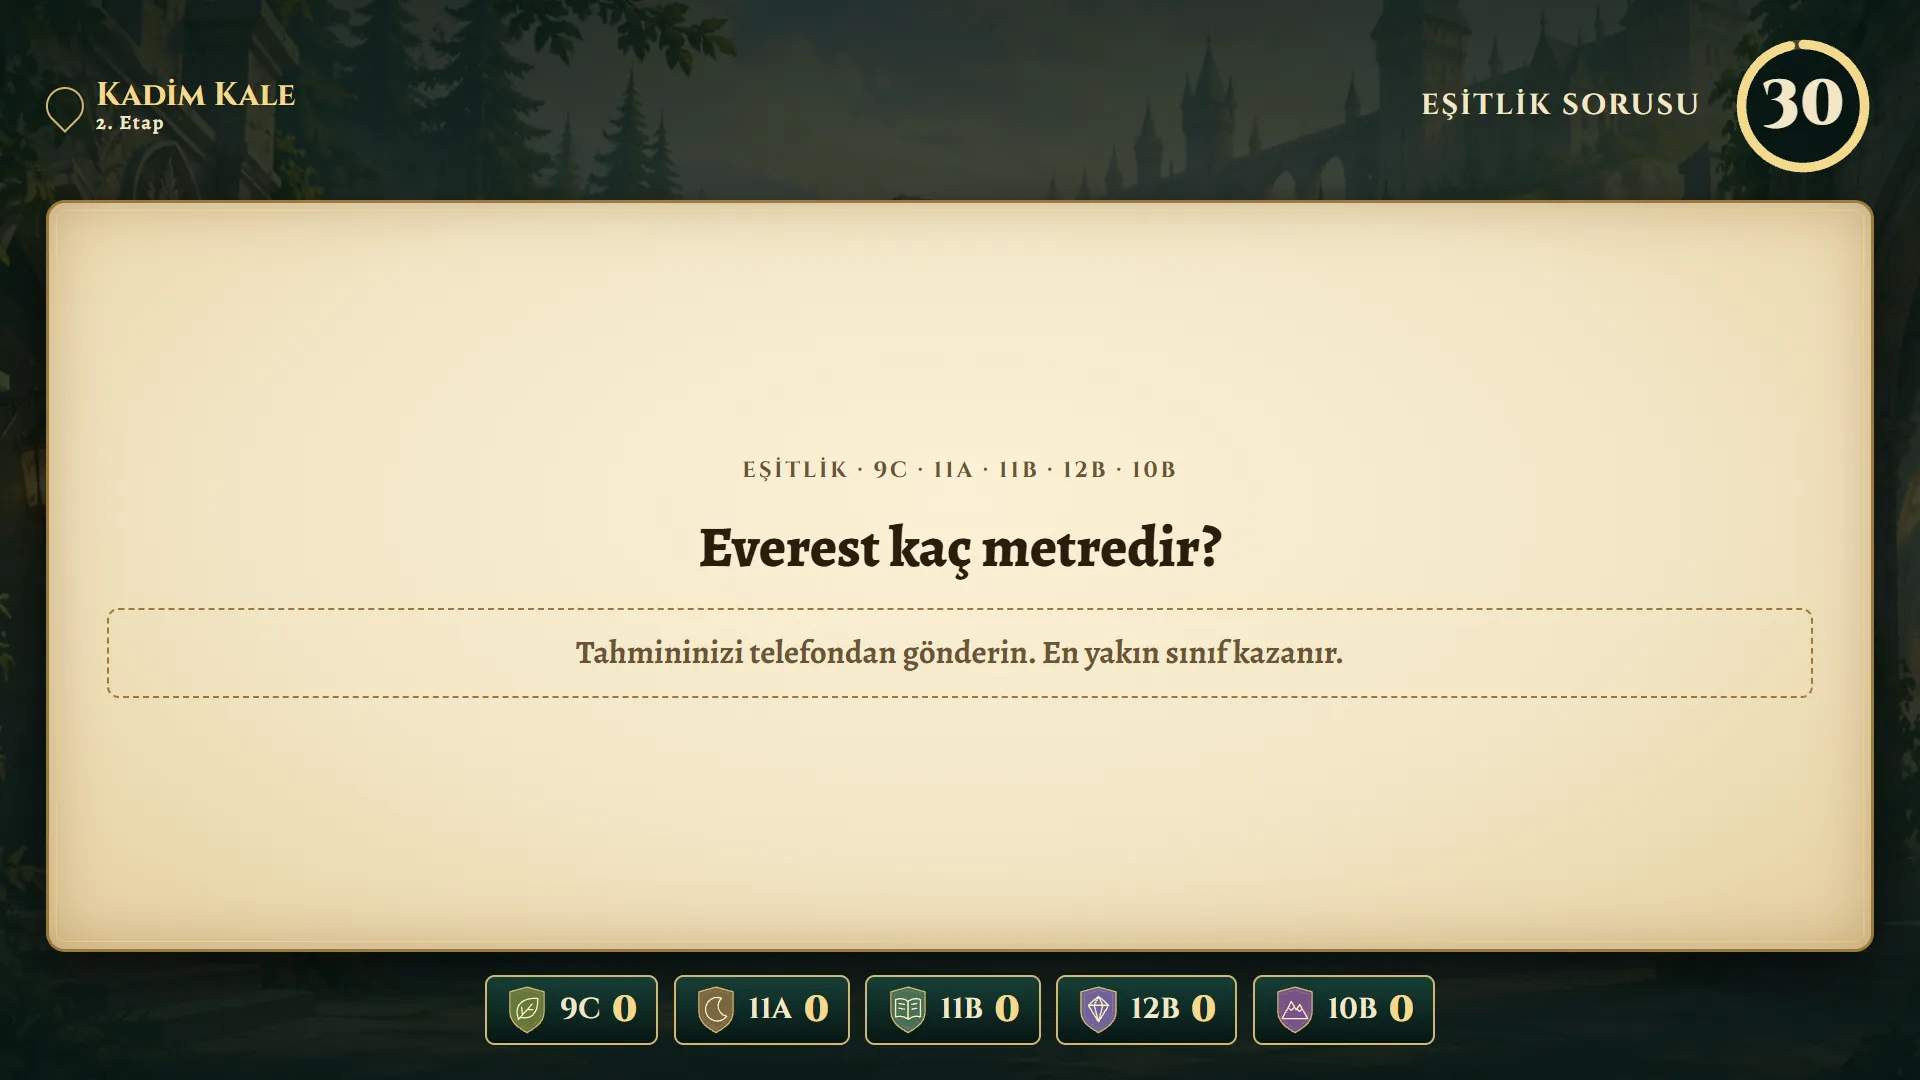 KADİM KALE
2. Etap
EŞİTLİK SORUSU
30
EŞİTLİK · 9C · 11A · 11B · 12B · 10B
Everest kaç metredir?
Tahmininizi telefondan gönderin. En yakın sınıf kazanır.
9C 0
11A 0
11B 0
12B 0
10B 0